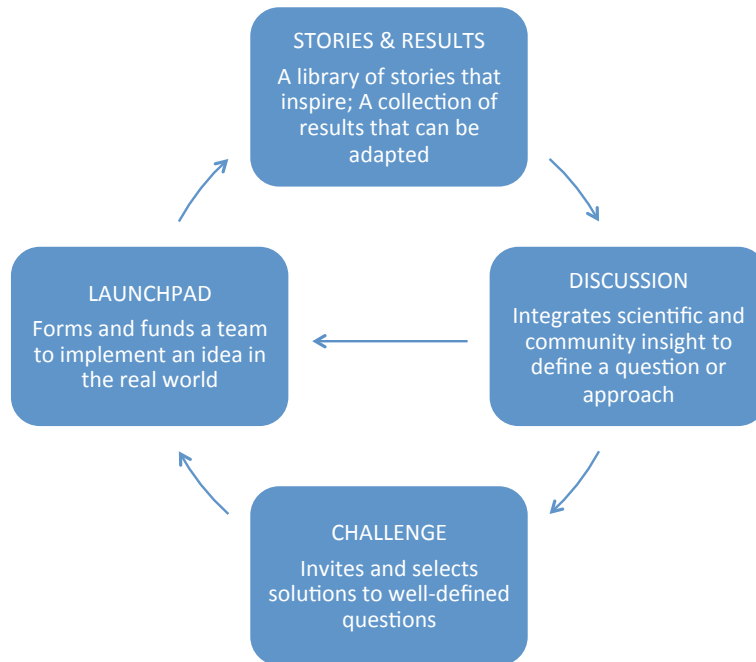 STORIES & RESULTS
A library of stories that
inspire; A collection of
results that can be
adapted
LAUNCHPAD
Forms and funds a team
to implement an idea in
the real world
DISCUSSION
Integrates scientific and
community insight to
define a question or
approach
CHALLENGE
Invites and selects
solutions to well-defined
questions